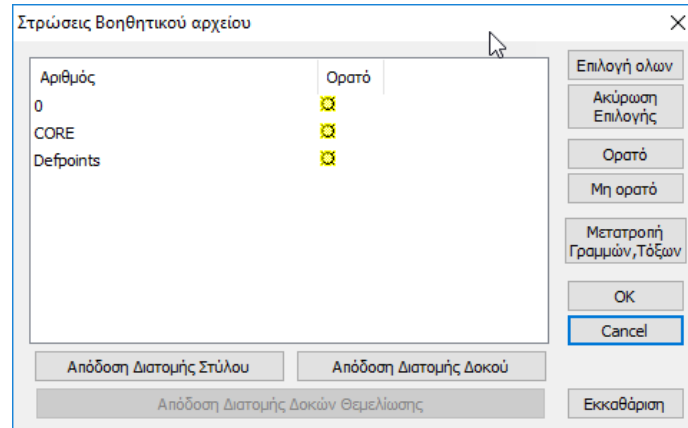 Στρώσεις Βοηθητικού αρχείου
Αριθμός Ορατό
0
CORE
Defpoints
Επιλογή ολων
Ακύρωση
Επιλογής
Ορατό
Μη ορατό
Μετατροπή
Γραμμών,Τόξων
OK
Cancel
Απόδοση Διατομής Στύλου Απόδοση Διατομής Δοκού
Απόδοση Διατομής Δοκών Θεμελίωσης Εκκαθάριση